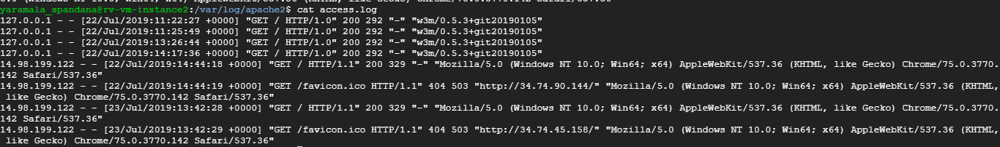 yaramala_spandana@rv-vm-instance2:/var/log/apache2$ cat access.log
127.0.0.1 - - [22/Jul/2019:11:22:27 +0000] "GET / HTTP/1.0" 200 292 "-" "w3m/0.5.3+git20190105"
127.0.0.1 - - [22/Jul/2019:11:25:49 +0000] "GET / HTTP/1.0" 200 292 "-" "w3m/0.5.3+git20190105"
127.0.0.1 - - [22/Jul/2019:13:26:44 +0000] "GET / HTTP/1.0" 200 292 "-" "w3m/0.5.3+git20190105"
127.0.0.1 - - [22/Jul/2019:14:17:36 +0000] "GET / HTTP/1.0" 200 292 "-" "w3m/0.5.3+git20190105"
14.98.199.122 - - [22/Jul/2019:14:44:18 +0000] "GET / HTTP/1.1" 200 329 "-" "Mozilla/5.0 (Windows NT 10.0; Win64; x64) AppleWebKit/537.36 (KHTML, like Gecko) Chrome/75.0.3770.
142 Safari/537.36"
14.98.199.122 - - [22/Jul/2019:14:44:19 +0000] "GET /favicon.ico HTTP/1.1" 404 503 "http://34.74.90.144/" "Mozilla/5.0 (Windows NT 10.0; Win64; x64) AppleWebKit/537.36 (KHTML,
like Gecko) Chrome/75.0.3770.142 Safari/537.36"
14.98.199.122 - - [23/Jul/2019:13:42:28 +0000] "GET / HTTP/1.1" 200 329 "-" "Mozilla/5.0 (Windows NT 10.0; Win64; x64) AppleWebKit/537.36 (KHTML, like Gecko) Chrome/75.0.3770.
142 Safari/537.36"
14.98.199.122 - - [23/Jul/2019:13:42:29 +0000] "GET /favicon.ico HTTP/1.1" 404 503 "http://34.74.45.158/" "Mozilla/5.0 (Windows NT 10.0; Win64; x64) AppleWebKit/537.36 (KHTML,
like Gecko) Chrome/75.0.3770.142 Safari/537.36"